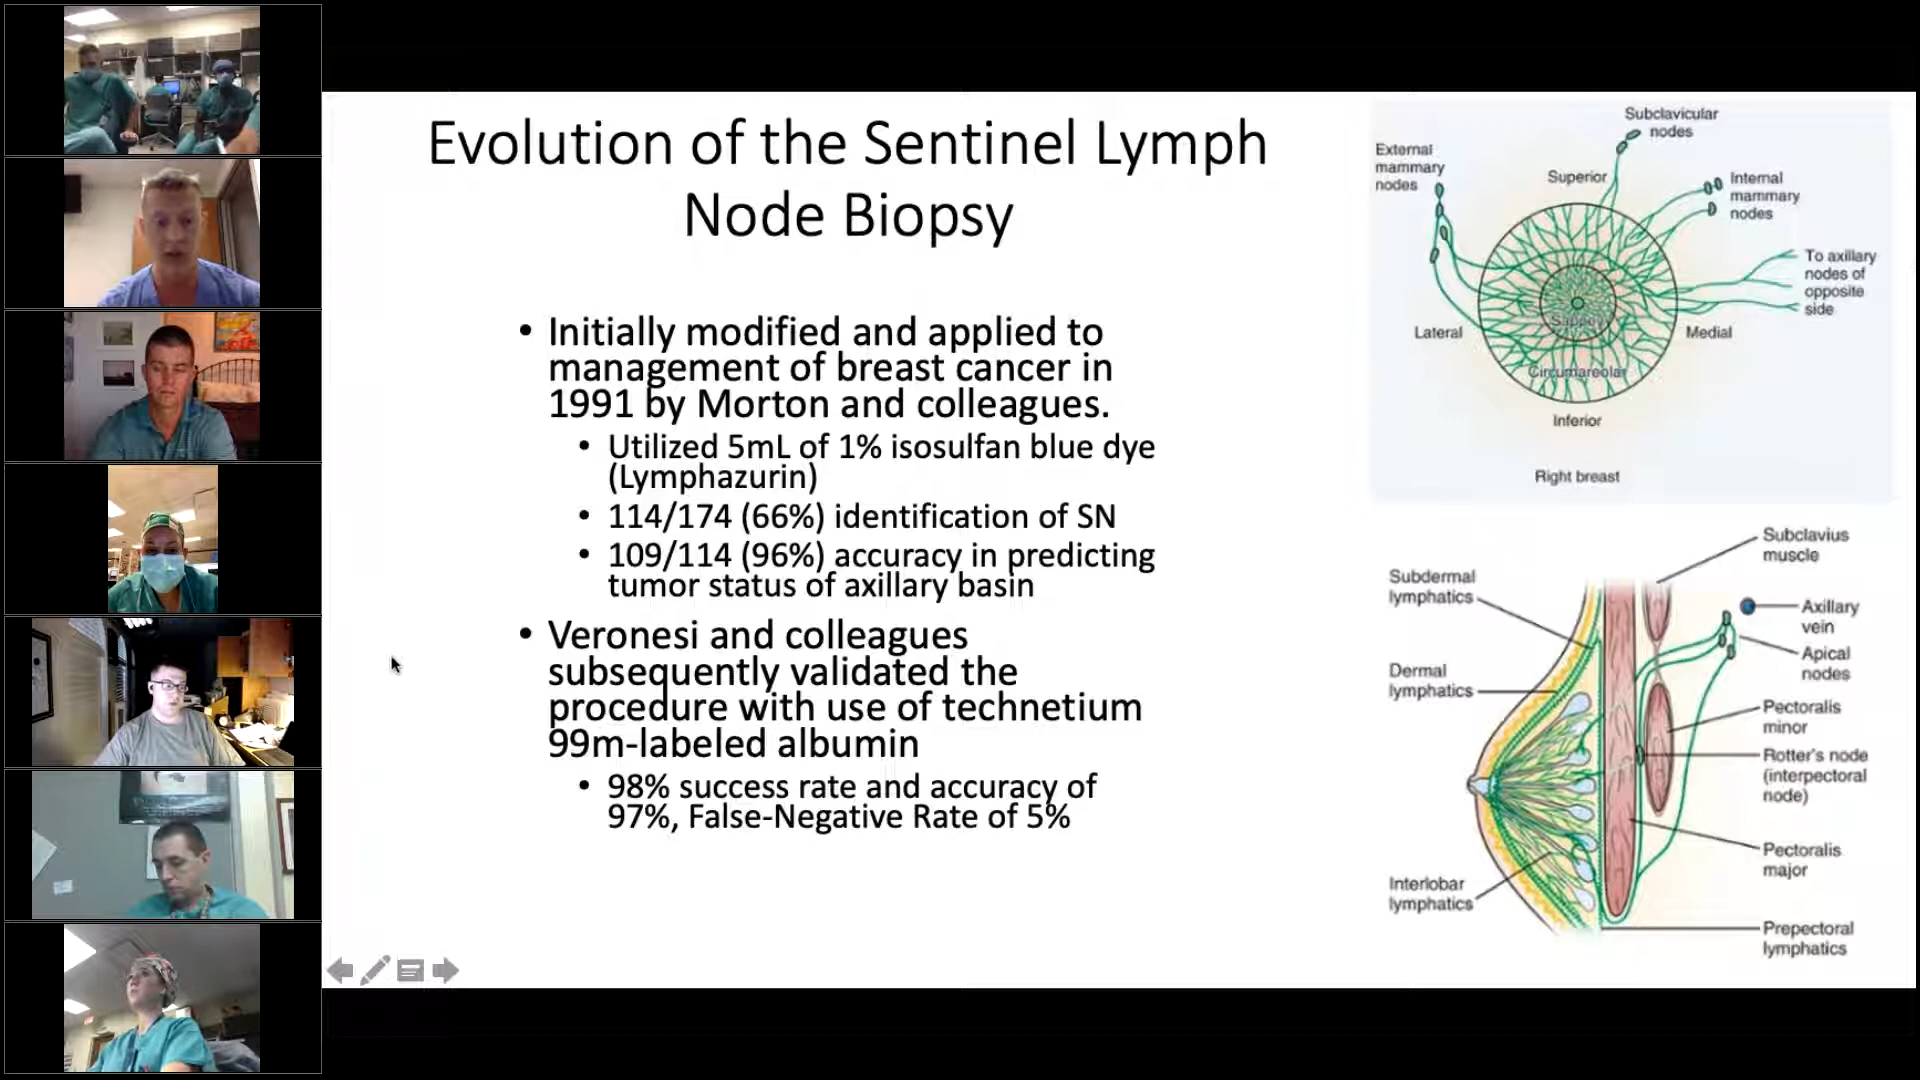 Evolution of the Sentinel Lymph
Node Biopsy
• Initially modified and applied to
management of breast cancer in
1991 by Morton and colleagues.
• Utilized 5mL of 1% isosulfan blue dye
(Lymphazurin)
• 114/174 (66%) identification of SN
• 109/114 (96%) accuracy in predicting
tumor status of axillary basin
• Veronesi and colleagues
subsequently validated the
procedure with use of technetium
99m-labeled albumin
• 98% success rate and accuracy of
97%, False-Negative Rate of 5%
Subclavicular
nodes
External
mammary
nodes
Superior
Internal
mammary
nodes
To axillary
nodes of
opposite
side
Lateral
Sappey
Medial
Circumareolar
Inferior
Right breast
Subclavius
muscle
Subdermal
lymphatics
Axillary
vein
Apical
nodes
Dermal
lymphatics
Pectoralis
minor
Rotter's node
(interpectoral
node)
Pectoralis
major
Interlobar
lymphatics
Prepectoral
lymphatics